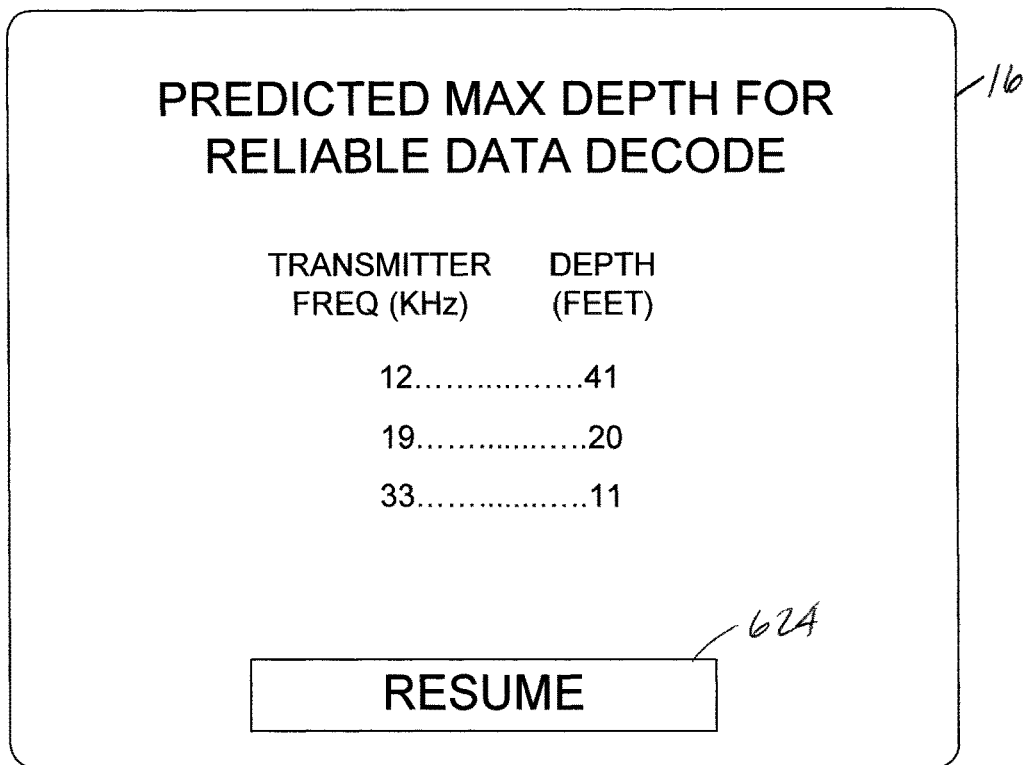 16
PREDICTED MAX DEPTH FOR
RELIABLE DATA DECODE
TRANSMITTER DEPTH
FREQ (KHz) (FEET)
12..................41
19..................20
33..................11
624
RESUME